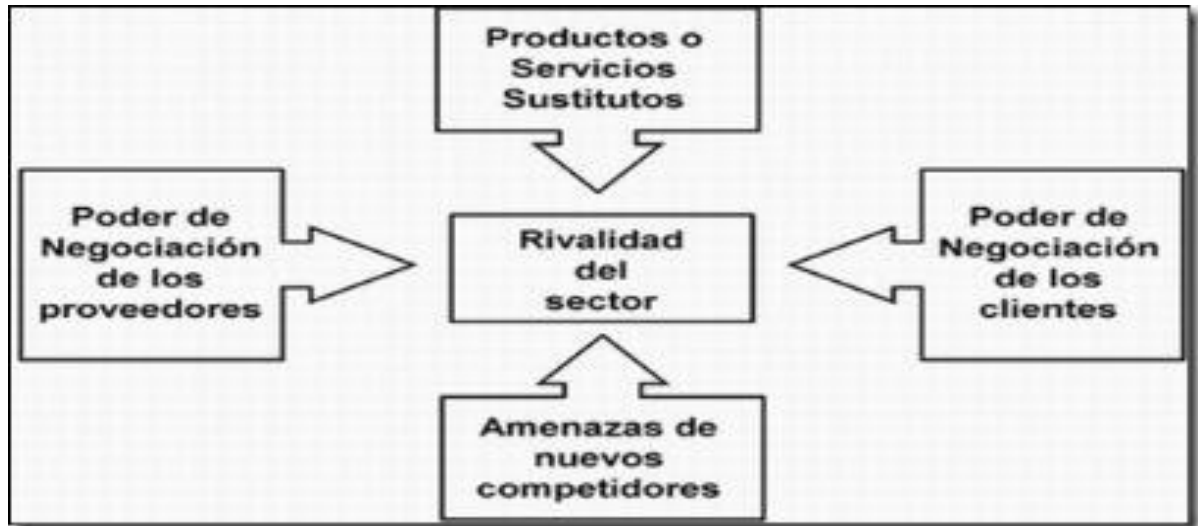 Productos o
Servicios
Sustitutos
Poder de
Negociación
de los
proveedores
Rivalidad
del
sector
Poder de
Negociación
de los
clientes
Amenazas de
nuevos
competidores